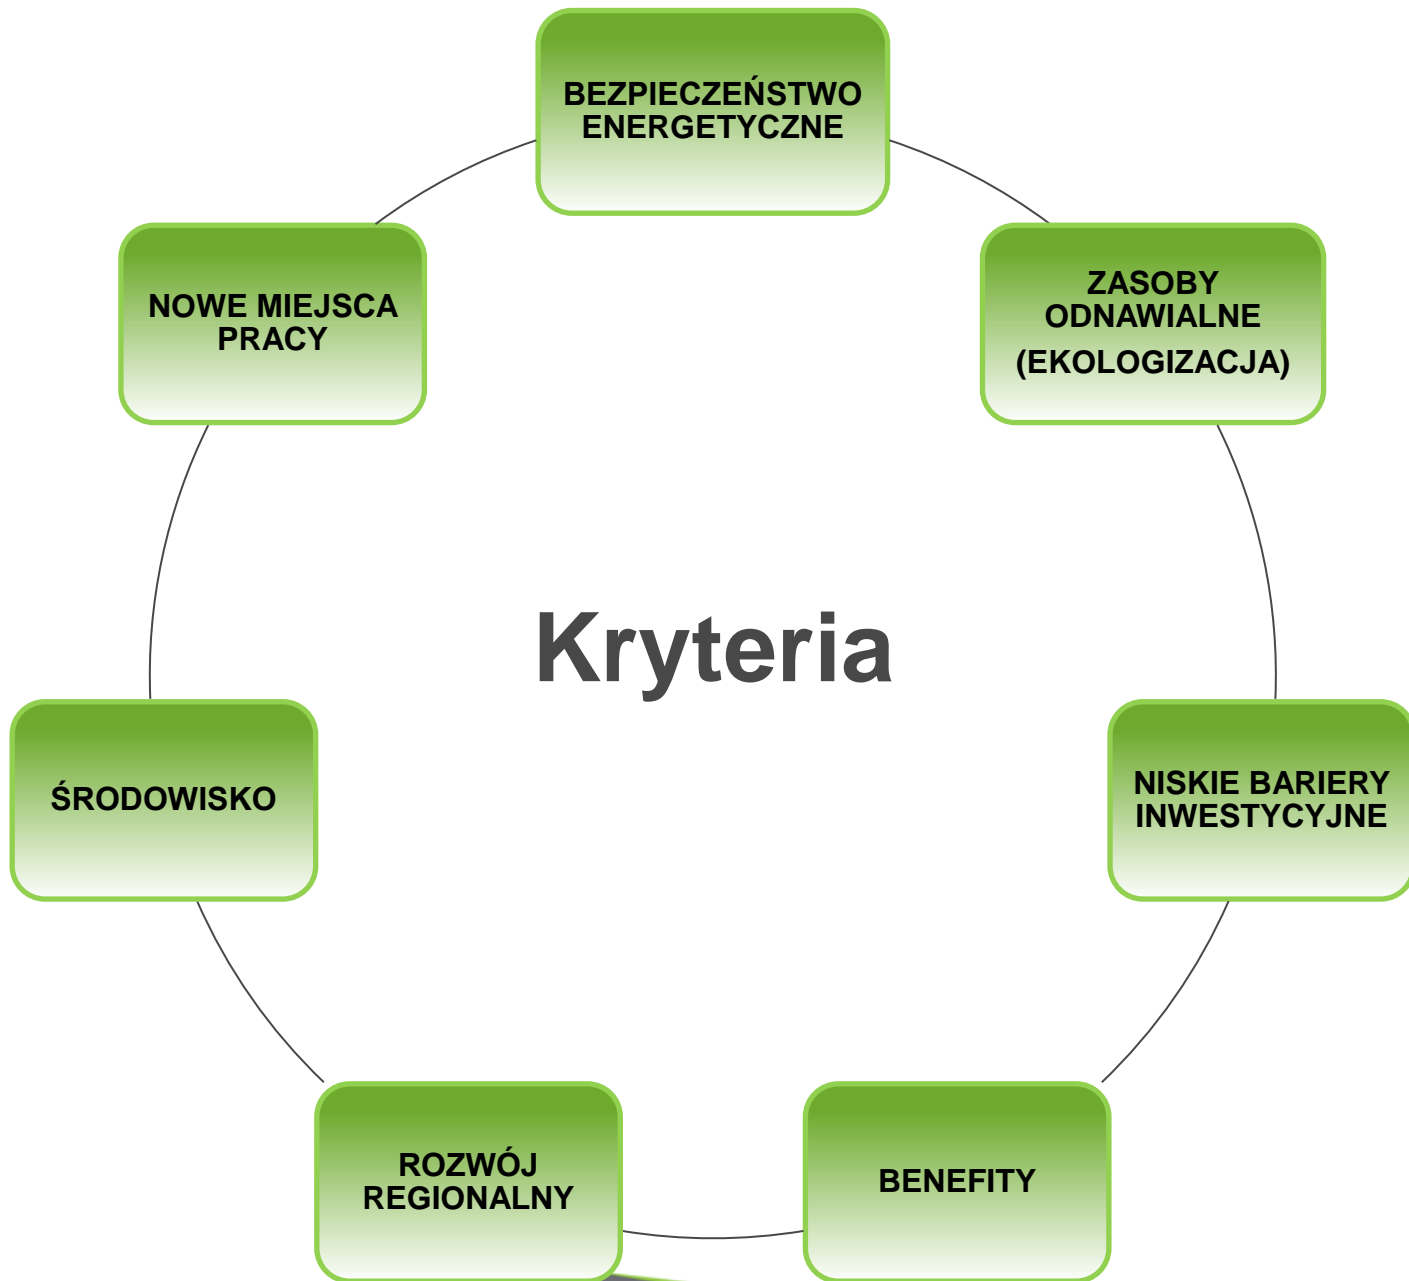 BEZPIECZEŃSTWO
ENERGETYCZNE
ZASOBY
ODNAWIALNE
(EKOLOGIZACJA)
NISKIE BARIERY
INWESTYCYJNE
BENEFITY
ROZWÓJ
REGIONALNY
ŚRODOWISKO
NOWE MIEJSCA
PRACY
Kryteria